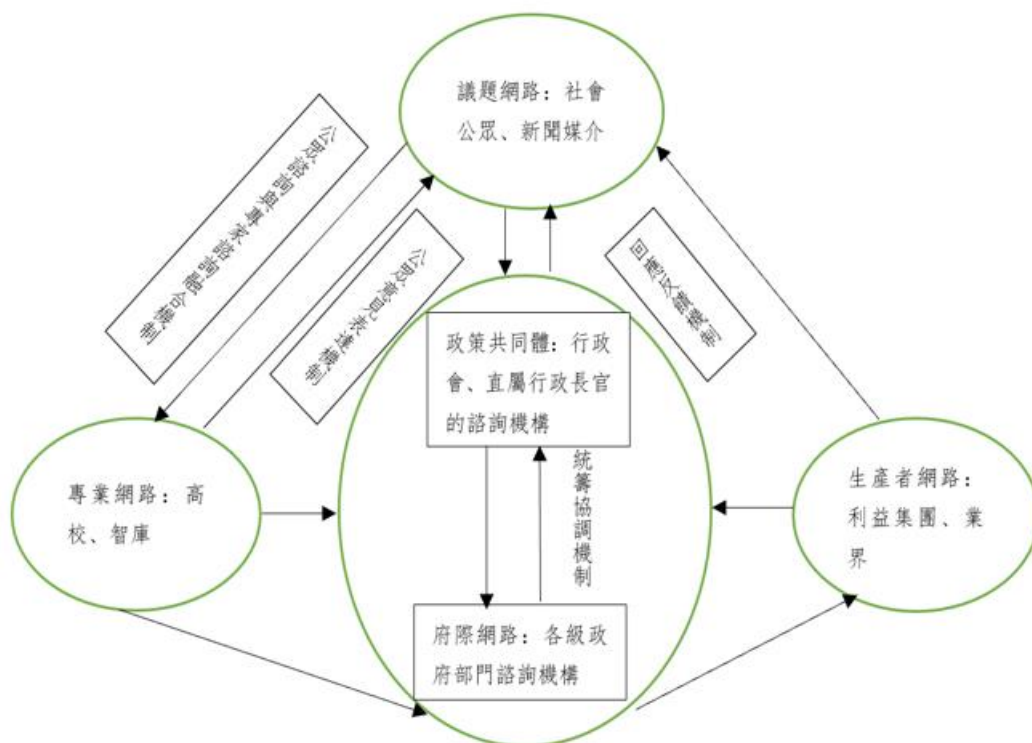 議題網路：社會
公眾、新聞媒介
公眾諮詢與專家諮詢融合機制
公眾意見表達機制
回應反饋機制
政策共同體：行政
會、直屬行政長官
的諮詢機構
統籌協調機制
專業網路：高
校、智庫
生產者網路：
利益集團、業
界
府際網路：各級政
府部門諮詢機構